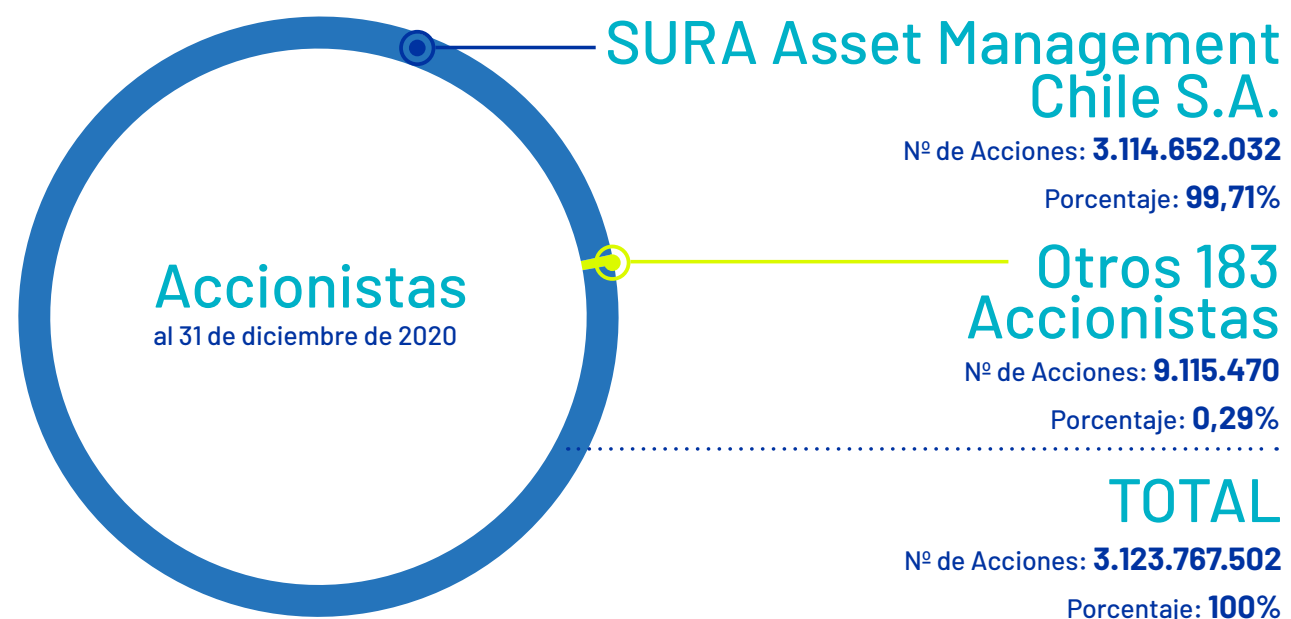 Accionistas
al 31 de diciembre de 2020
SURA Asset Management
Chile S.A.
Nº de Acciones: 3.114.652.032
Porcentaje: 99,71%
Otros 183
Accionistas
Nº de Acciones: 9.115.470
Porcentaje: 0,29%
TOTAL
Nº de Acciones: 3.123.767.502
Porcentaje: 100%